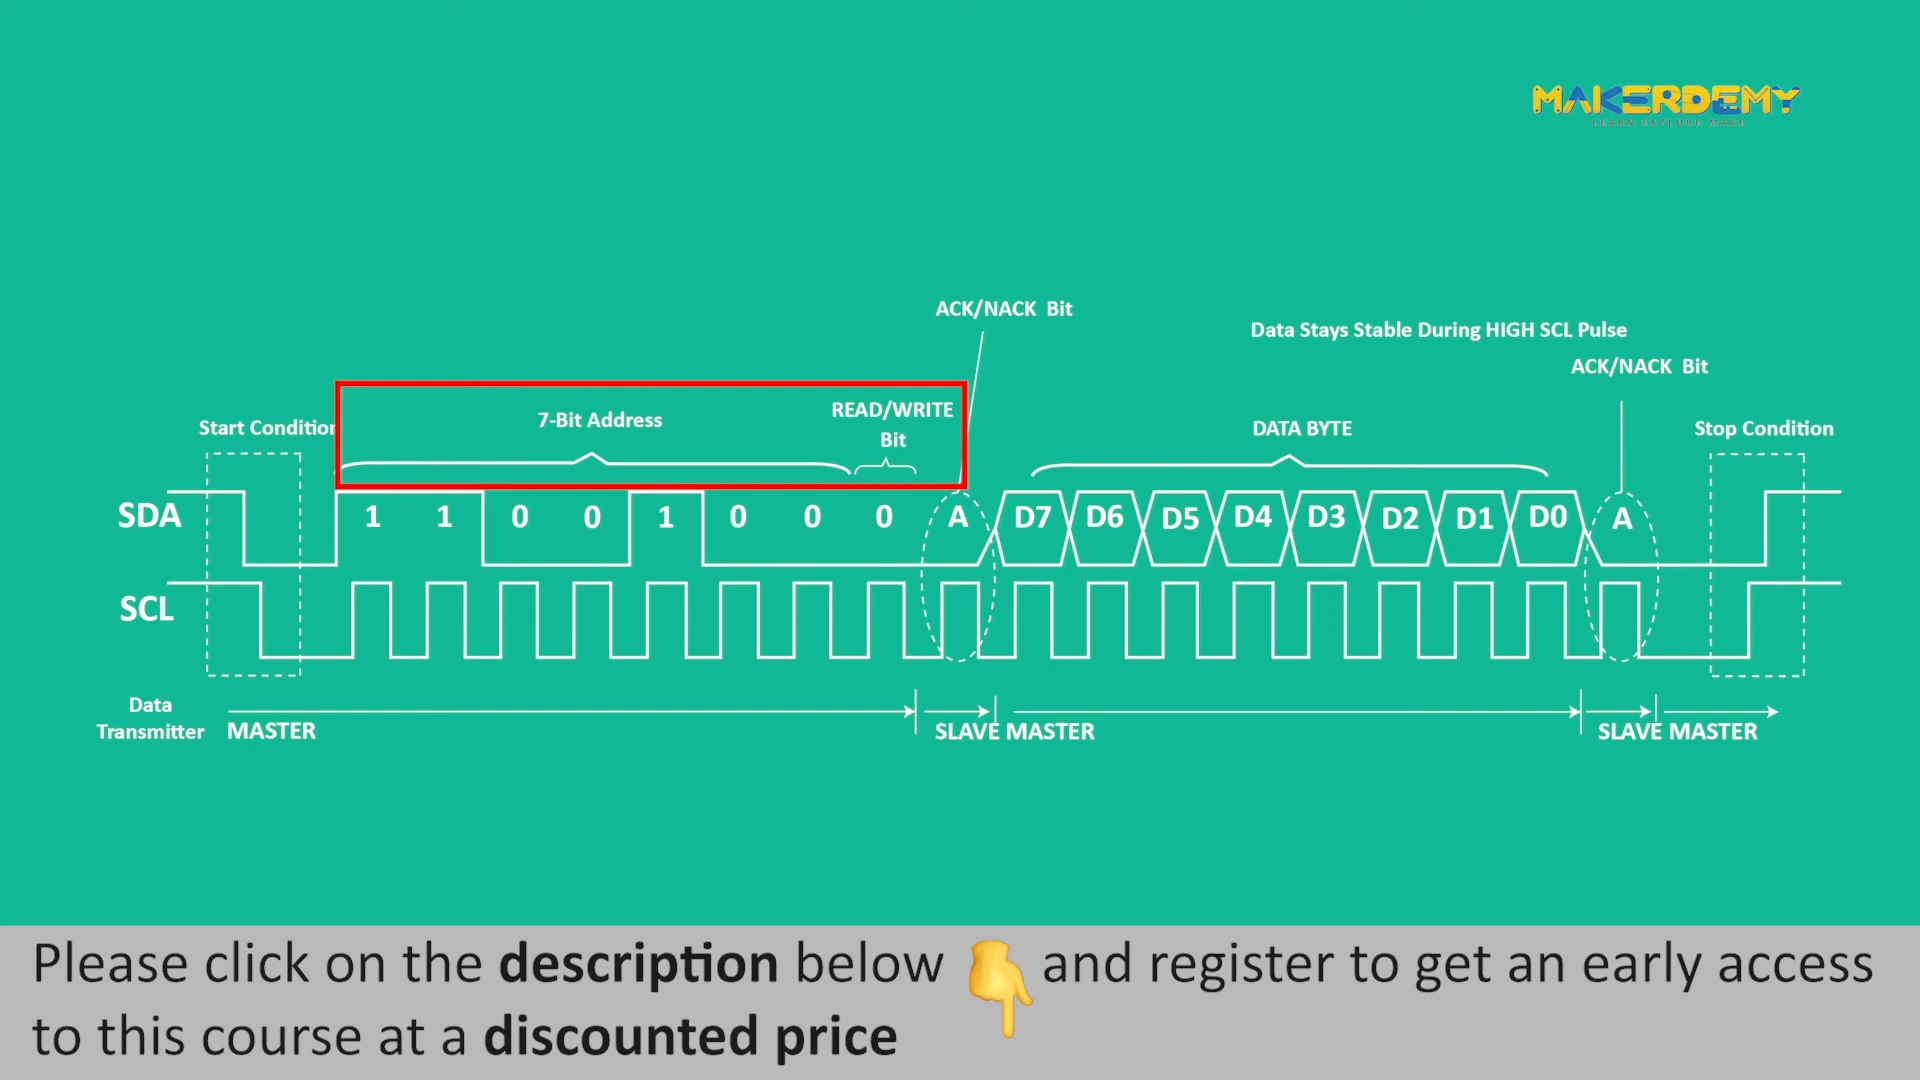 MAKERDEMY
LEARN EXPLORE MAKE
ACK/NACK Bit
Data Stays Stable During HIGH SCL Pulse
ACK/NACK Bit
Start Condition
7-Bit Address
READ/WRITE
Bit
DATA BYTE
Stop Condition
SDA 1 1 0 0 1 0 0 0 A D7 D6 D5 D4 D3 D2 D1 D0 A
SCL
Data
Transmitter
MASTER SLAVE MASTER SLAVE MASTER
Please click on the description below 👇 and register to get an early access
to this course at a discounted price